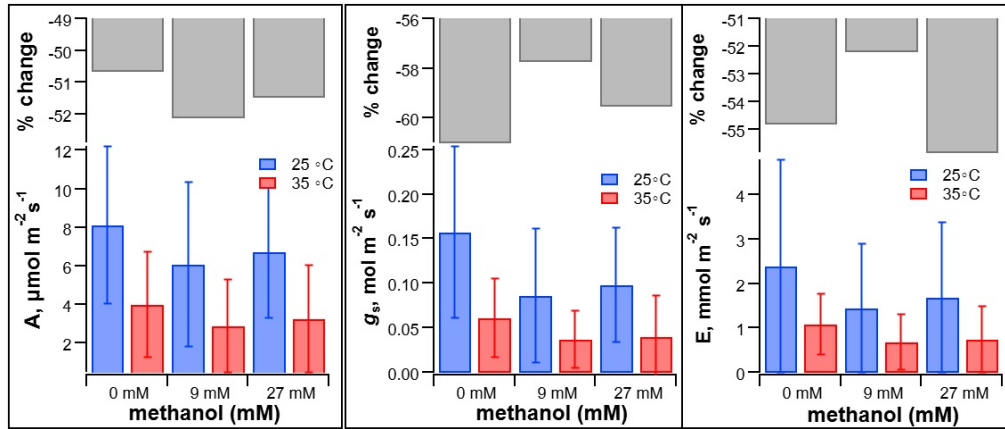 -49
-50
-51
-52
% change
12
10
8
6
4
2
A, µmol m⁻² s⁻¹
25 °C
35 °C
0 mM 9 mM 27 mM
methanol (mM)
-56
-58
-60
% change
0.25
0.20
0.15
0.10
0.05
0.00
gs, mol m⁻² s⁻¹
25°C
35°C
0 mM 9 mM 27 mM
methanol (mM)
-51
-52
-53
-54
-55
% change
4
3
2
1
0
E, mmol m⁻² s⁻¹
25°C
35°C
0 mM 9 mM 27 mM
methanol (mM)